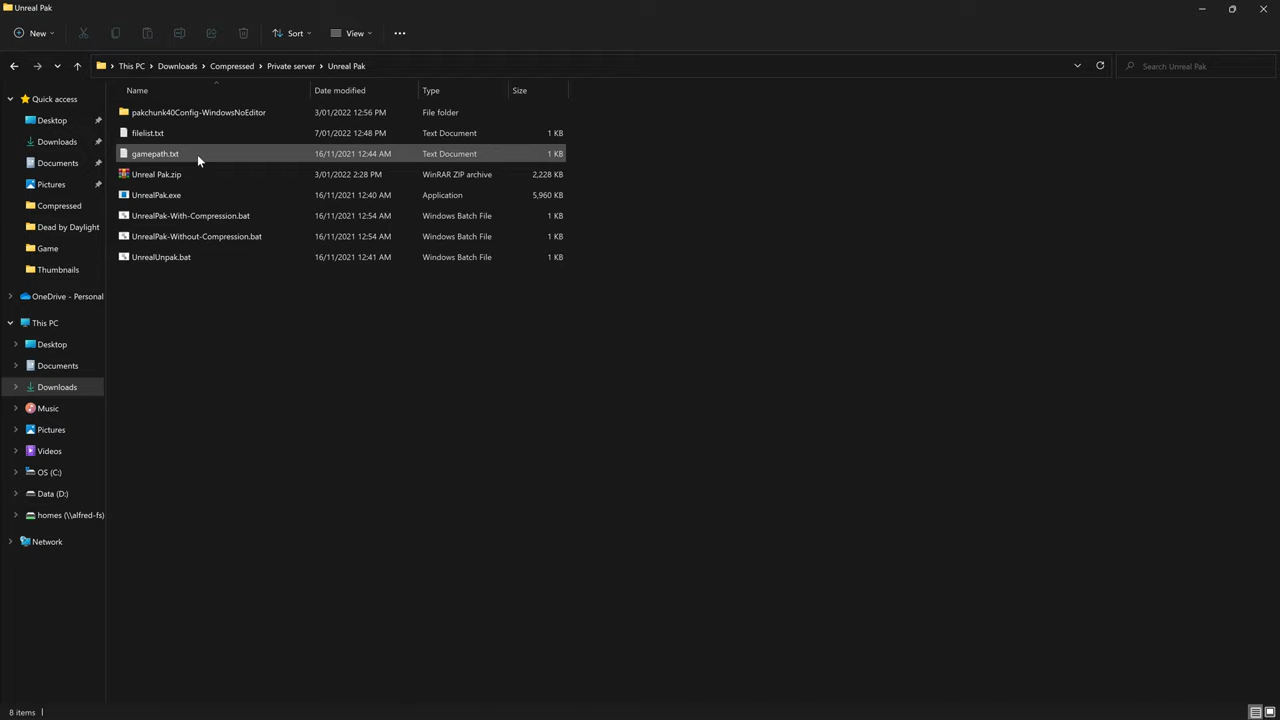 Unreal Pak
New
Sort
View
This PC > Downloads > Compressed > Private server > Unreal Pak
Search Unreal Pak
Name Date modified Type Size
Quick access
Desktop
Downloads
Documents
Pictures
Compressed
Dead by Daylight
Game
Thumbnails
OneDrive - Personal
This PC
Desktop
Documents
Downloads
Music
Pictures
Videos
OS (C:)
Data (D:)
homes (\\alfred-fs)
Network
pakchunk40Config-WindowsNoEditor 3/01/2022 12:56 PM File folder
filelist.txt 7/01/2022 12:48 PM Text Document 1 KB
gamepath.txt 16/11/2021 12:44 AM Text Document 1 KB
Unreal Pak.zip 3/01/2022 2:28 PM WinRAR ZIP archive 2,228 KB
UnrealPak.exe 16/11/2021 12:40 AM Application 5,960 KB
UnrealPak-With-Compression.bat 16/11/2021 12:54 AM Windows Batch File 1 KB
UnrealPak-Without-Compression.bat 16/11/2021 12:54 AM Windows Batch File 1 KB
UnrealUnpak.bat 16/11/2021 12:41 AM Windows Batch File 1 KB
8 items